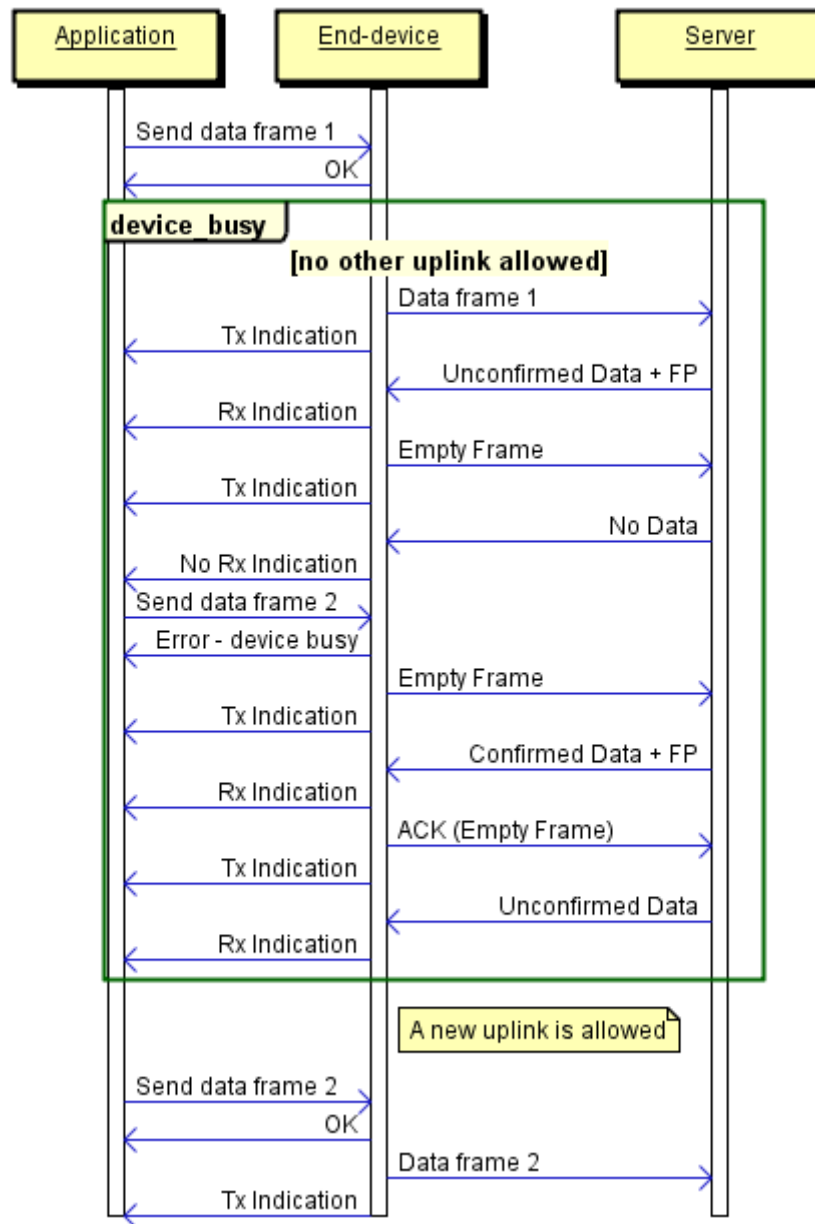 Application
End-device
Server
Send data frame 1
OK
device_busy
[no other uplink allowed]
Data frame 1
Tx Indication
Unconfirmed Data + FP
Rx Indication
Empty Frame
Tx Indication
No Data
No Rx Indication
Send data frame 2
Error - device busy
Empty Frame
Tx Indication
Confirmed Data + FP
Rx Indication
ACK (Empty Frame)
Tx Indication
Unconfirmed Data
Rx Indication
A new uplink is allowed
Send data frame 2
OK
Data frame 2
Tx Indication